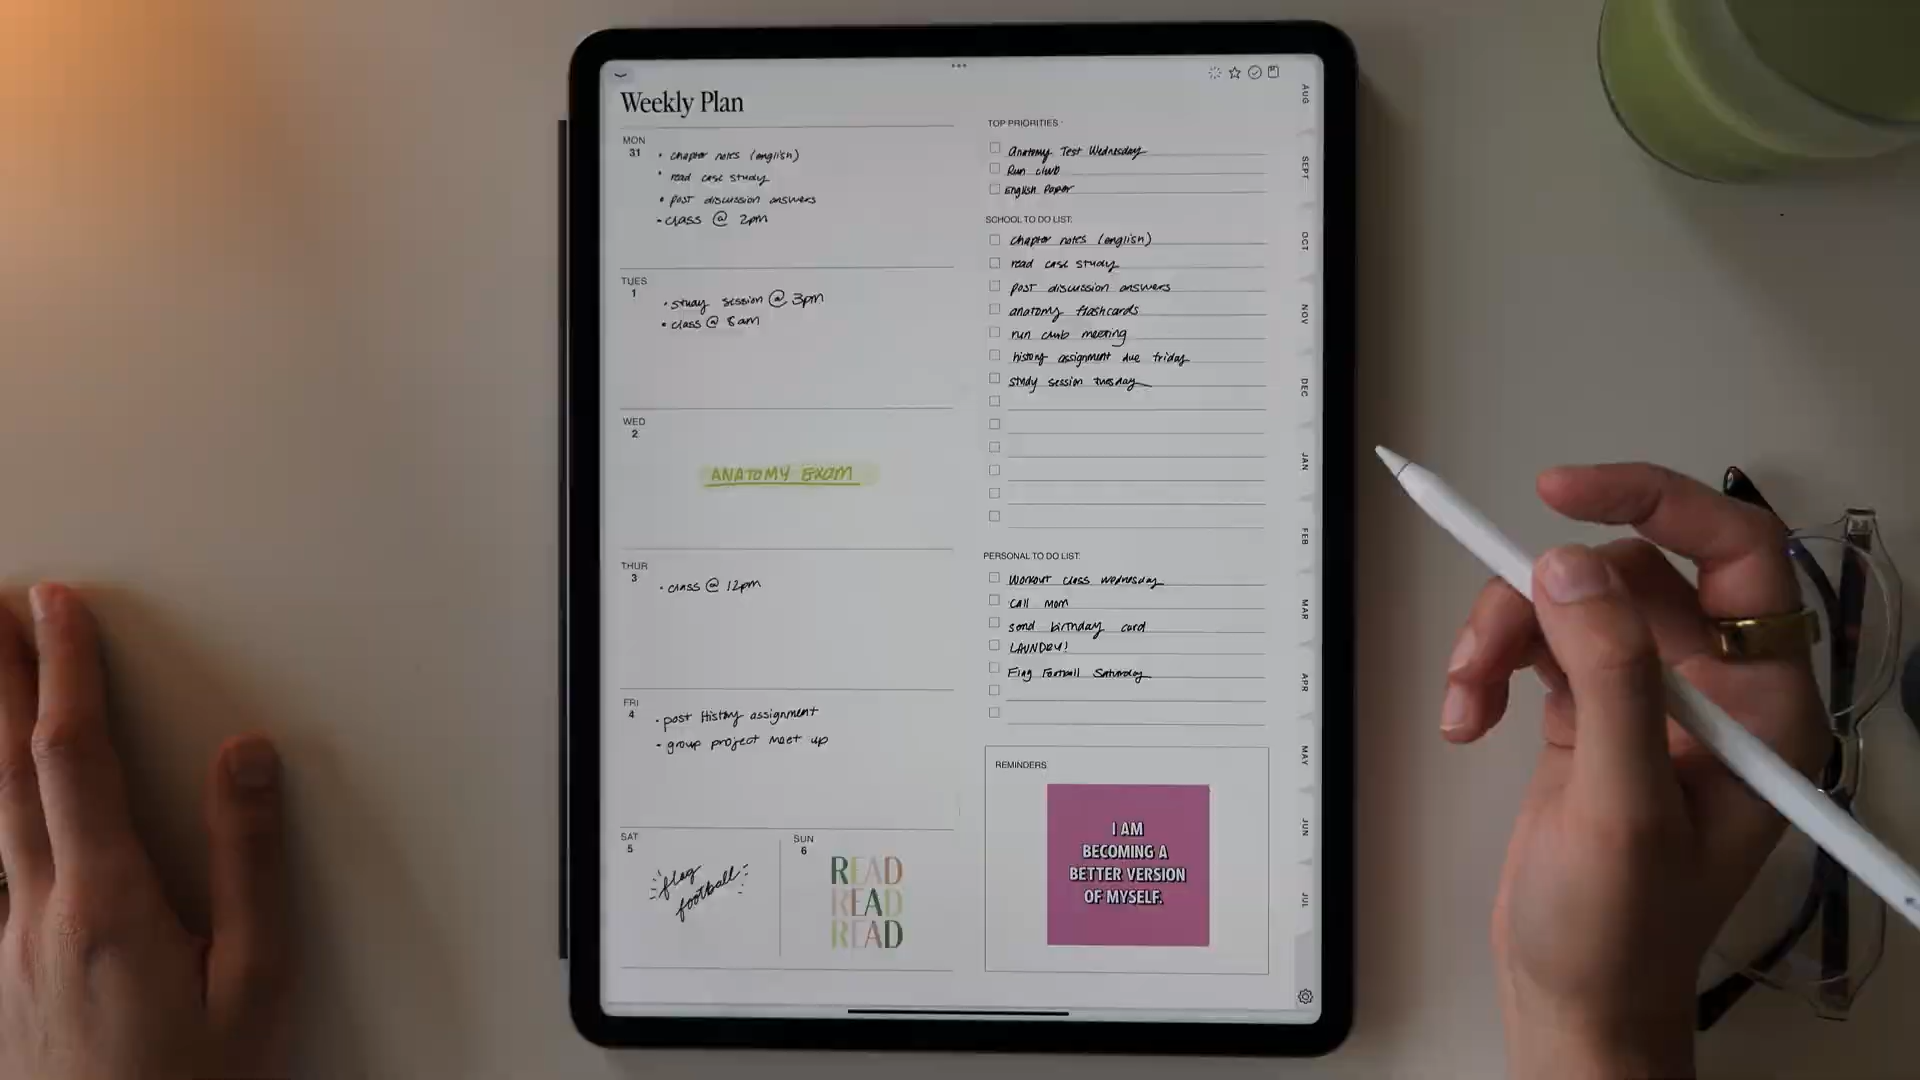 Weekly Plan
MON
31
• chapter notes (english)
• read case study
• post discussion answers
• class @ 2pm
TUES
1
• study session @ 3pm
• class @ 8am
WED
2
ANATOMY EXAM
THUR
3
• class @ 12pm
FRI
4
• post History assignment
• group project meet up
SAT
5
flag
football
SUN
6
READ
READ
READ
TOP PRIORITIES
Anatomy Test Wednesday
Run club
English Paper
SCHOOL TO DO LIST:
chapter notes (english)
read case study
post discussion answers
anatomy flashcards
run club meeting
history assignment due friday
study session tuesday
PERSONAL TO DO LIST:
Workout class wednesday
call mom
send birthday card
LAUNDRY!
Flag Football Saturday
REMINDERS
I AM
BECOMING A
BETTER VERSION
OF MYSELF.
AUG
SEPT
OCT
NOV
DEC
JAN
FEB
MAR
APR
MAY
JUN
JUL